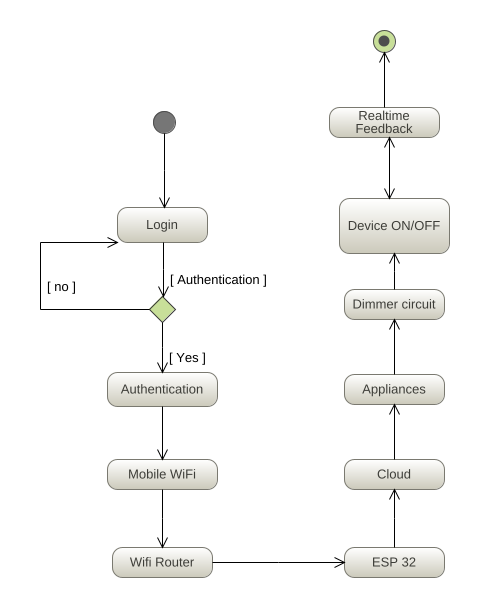 Login
[ Authentication ]
[ no ]
[ Yes ]
Authentication
Mobile WiFi
Wifi Router
ESP 32
Cloud
Appliances
Dimmer circuit
Device ON/OFF
Realtime
Feedback